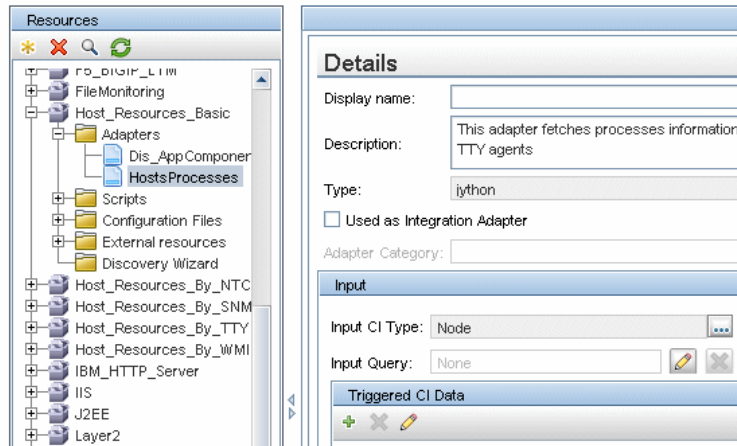 Resources
F5_BIGIP_LTM
FileMonitoring
Host_Resources_Basic
Adapters
Dis_AppComponen
HostsProcesses
Scripts
Configuration Files
External resources
Discovery Wizard
Host_Resources_By_NTC
Host_Resources_By_SNM
Host_Resources_By_TTY
Host_Resources_By_WMI
IBM_HTTP_Server
IIS
J2EE
Layer2
Details
Display name:
Description:
This adapter fetches processes information
TTY agents
Type:
jython
Used as Integration Adapter
Adapter Category:
Input
Input CI Type:
Node
...
Input Query:
None
Triggered CI Data